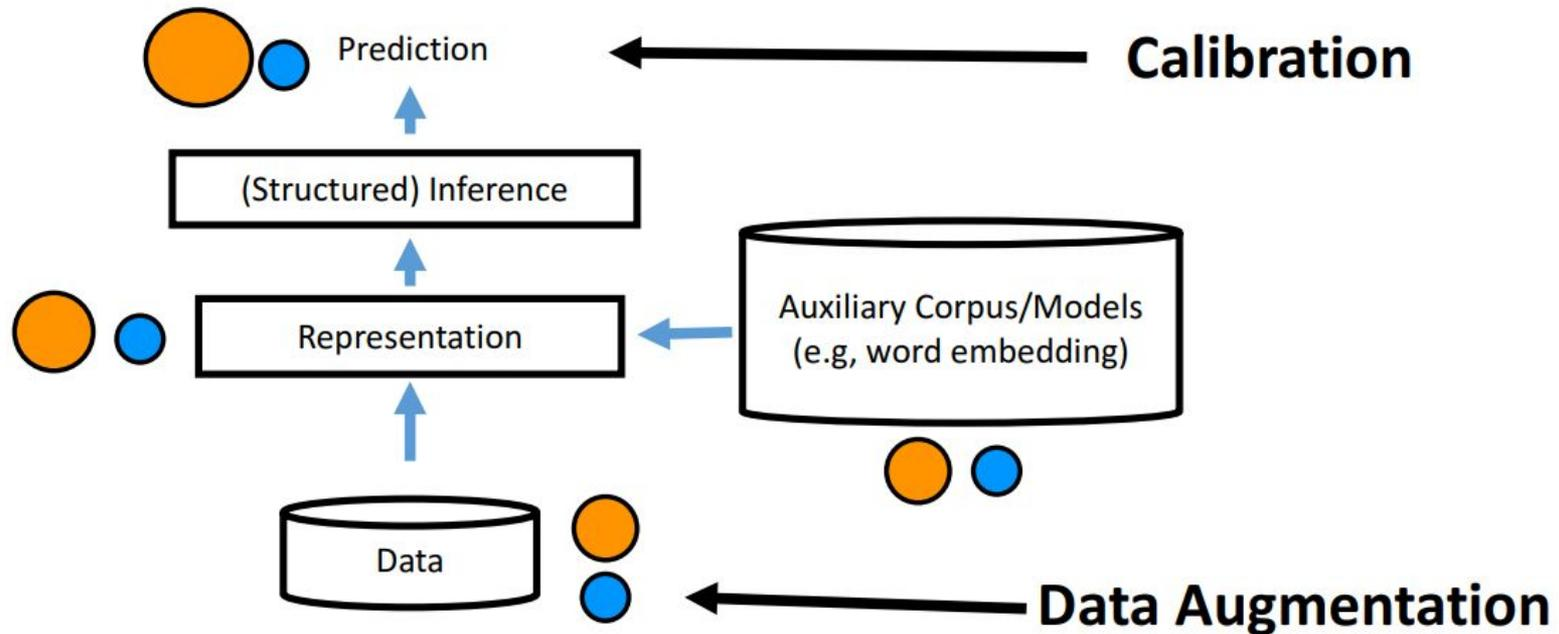 Prediction
Calibration
(Structured) Inference
Auxiliary Corpus/Models
(e.g, word embedding)
Representation
Data
Data Augmentation